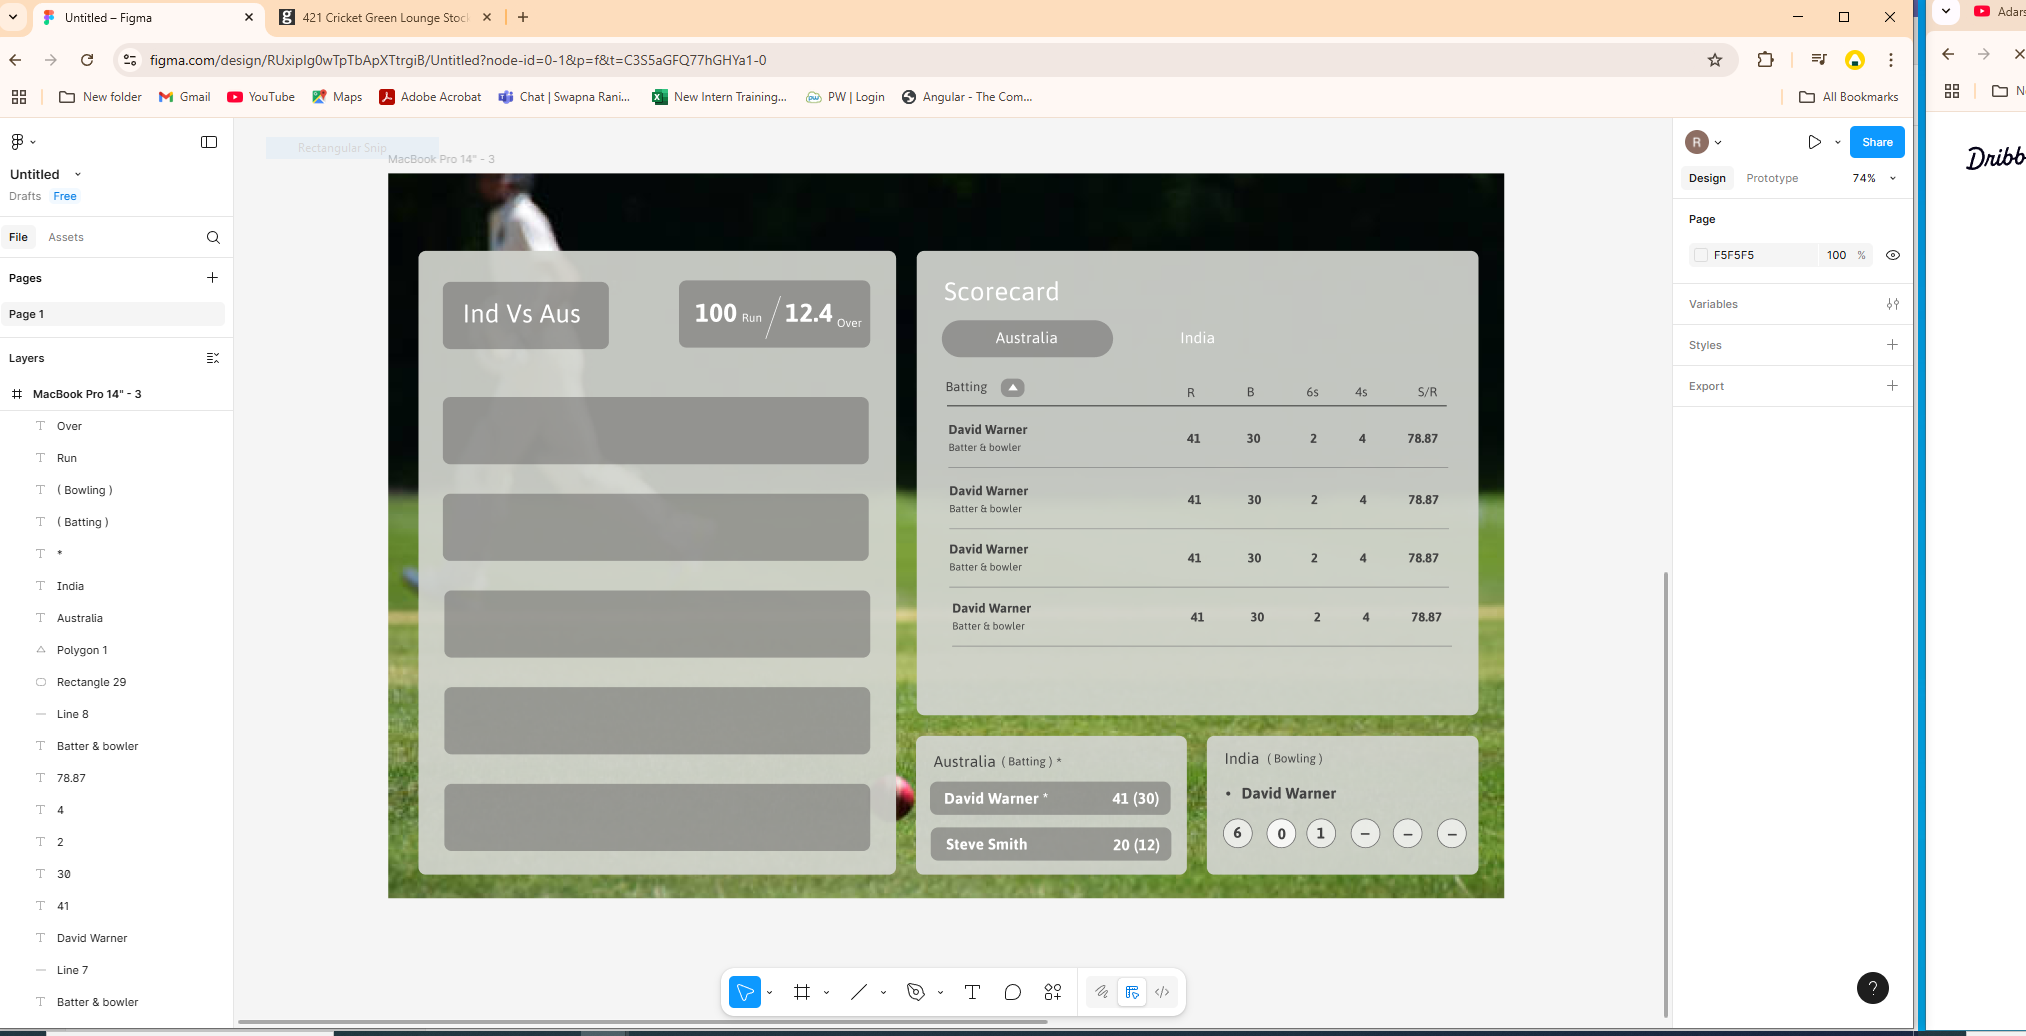 Untitled – Figma
421 Cricket Green Lounge Stoc
Adars
figma.com/design/RUxiplg0wTpTbApXTtrgiB/Untitled?node-id=0-1&p=f&t=C3S5aGFQ77hGHYa1-0
New folder
Gmail
YouTube
Maps
Adobe Acrobat
Chat | Swapna Rani...
New Intern Training...
PW | Login
Angular - The Com...
All Bookmarks
Untitled
Drafts Free
File Assets
Pages
Page 1
Layers
MacBook Pro 14" - 3
Over
Run
( Bowling )
( Batting )
*
India
Australia
Polygon 1
Rectangle 29
Line 8
Batter & bowler
78.87
4
2
30
41
David Warner
Line 7
Batter & bowler
Rectangular Snip
MacBook Pro 14" - 3
Ind Vs Aus
100 Run / 12.4 Over
Scorecard
Australia India
Batting R B 6s 4s S/R
David Warner 41 30 2 4 78.87
Batter & bowler
David Warner 41 30 2 4 78.87
Batter & bowler
David Warner 41 30 2 4 78.87
Batter & bowler
David Warner 41 30 2 4 78.87
Batter & bowler
Australia ( Batting ) *
David Warner * 41 (30)
Steve Smith 20 (12)
India ( Bowling )
• David Warner
6 0 1 – – –
R
Share
Design Prototype 74%
Page
F5F5F5 100 %
Variables
Styles
Export
?
Dribb